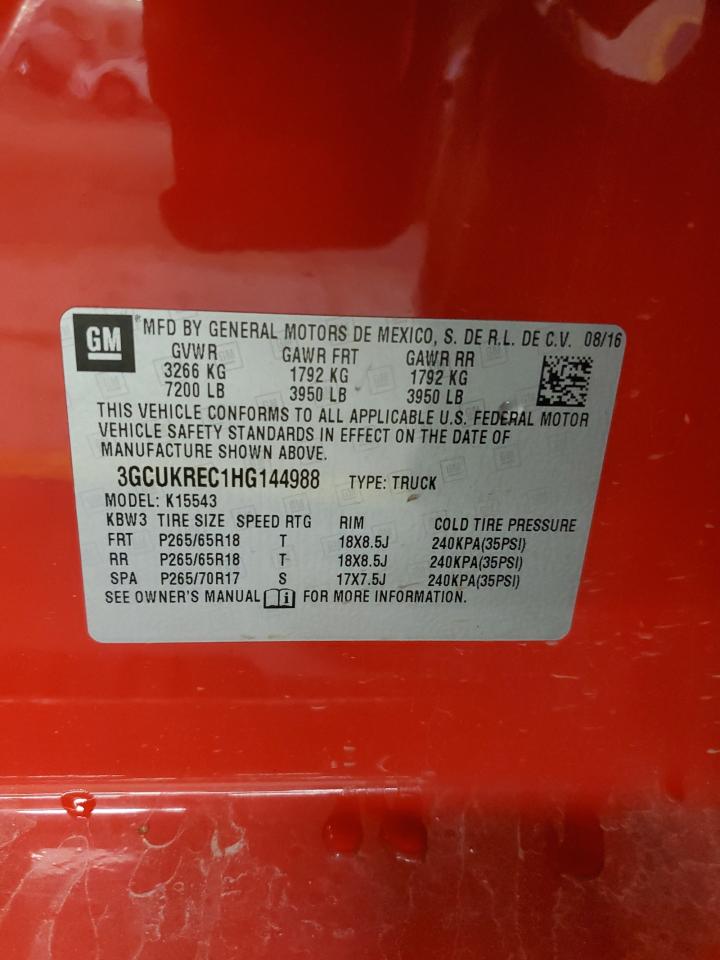 GM
MFD BY GENERAL MOTORS DE MEXICO, S. DE R.L. DE C.V. 08/16
GVWR GAWR FRT GAWR RR
3266 KG 1792 KG 1792 KG
7200 LB 3950 LB 3950 LB
THIS VEHICLE CONFORMS TO ALL APPLICABLE U.S. FEDERAL MOTOR
VEHICLE SAFETY STANDARDS IN EFFECT ON THE DATE OF
MANUFACTURE SHOWN ABOVE.
3GCUKREC1HG144988 TYPE: TRUCK
MODEL: K15543
KBW3 TIRE SIZE SPEED RTG RIM COLD TIRE PRESSURE
FRT P265/65R18 T 18X8.5J 240KPA(35PSI)
RR P265/65R18 T 18X8.5J 240KPA(35PSI)
SPA P265/70R17 S 17X7.5J 240KPA(35PSI)
SEE OWNER'S MANUAL i FOR MORE INFORMATION.